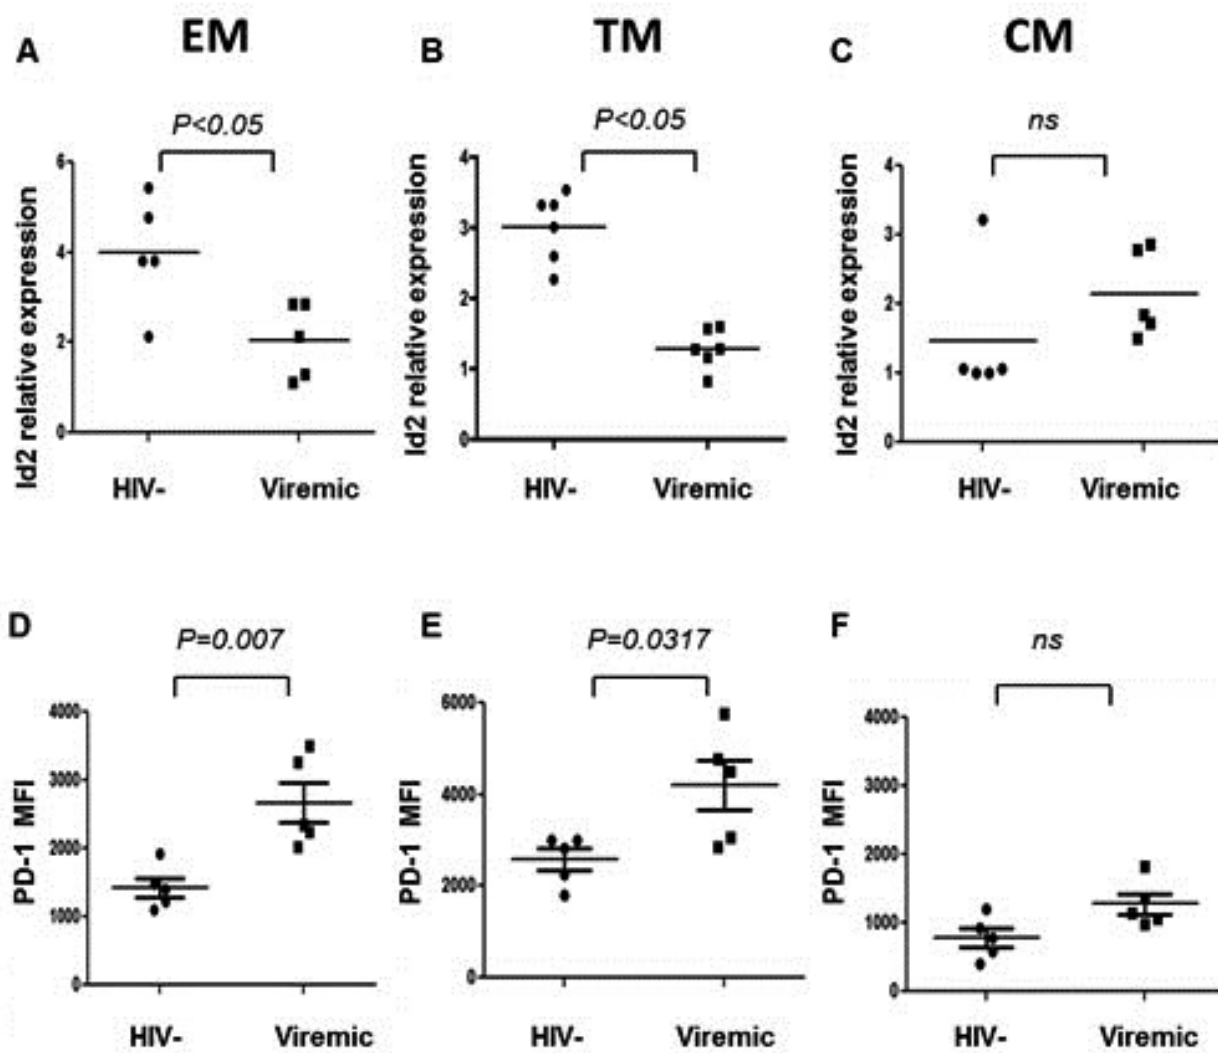 A EM B TM C CM
P<0.05 P<0.05 ns
Id2 relative expression
6
4
2
0
HIV- Viremic
Id2 relative expression
4
3
2
1
0
HIV- Viremic
Id2 relative expression
4
3
2
1
0
HIV- Viremic
D E F
P=0.007 P=0.0317 ns
PD-1 MFI
4000
3000
2000
1000
0
HIV- Viremic
PD-1 MFI
6000
4000
2000
0
HIV- Viremic
PD-1 MFI
4000
3000
2000
1000
0
HIV- Viremic